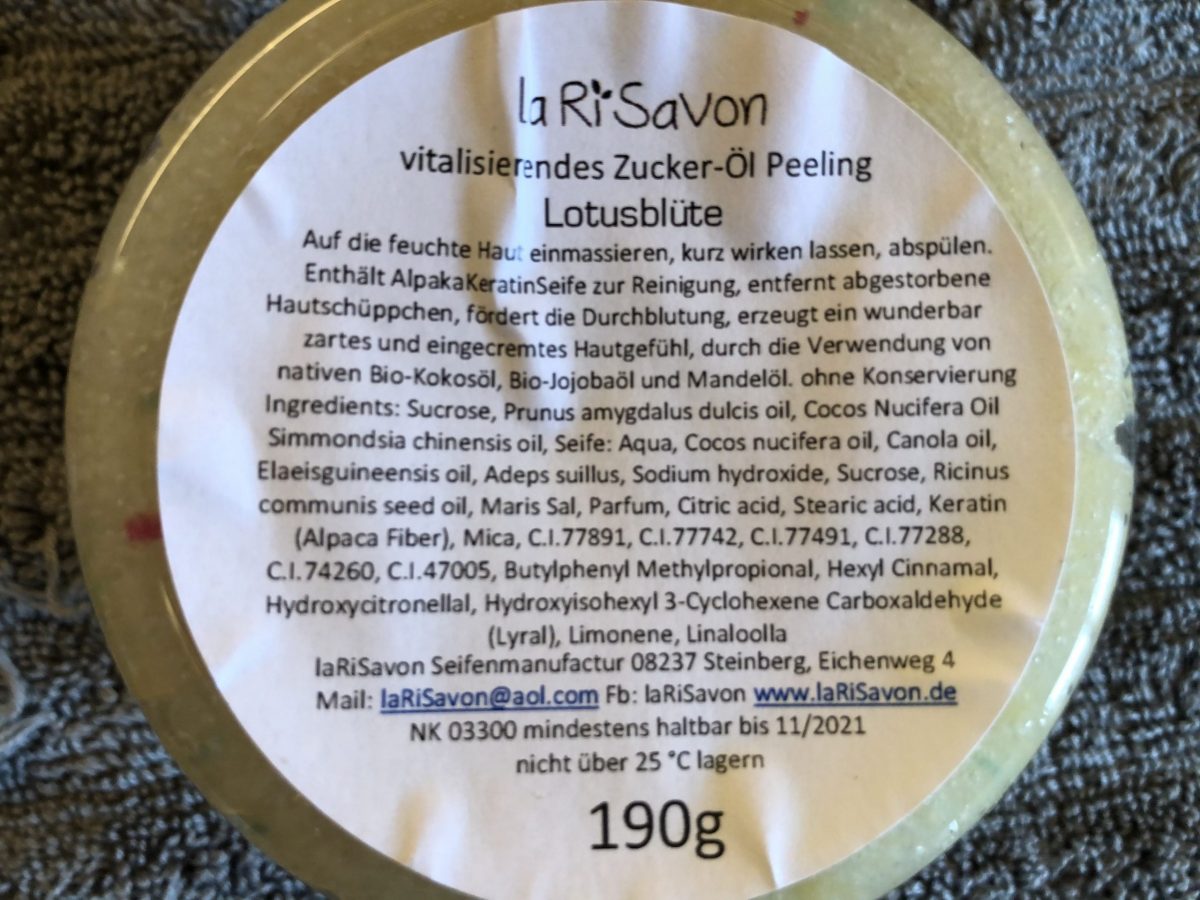 la Ri Savon
vitalisierendes Zucker-Öl Peeling
Lotusblüte
Auf die feuchte Haut einmassieren, kurz wirken lassen, abspülen.
Enthält AlpakaKeratinSeife zur Reinigung, entfernt abgestorbene
Hautschüppchen, fördert die Durchblutung, erzeugt ein wunderbar
zartes und eingecremtes Hautgefühl, durch die Verwendung von
nativen Bio-Kokosöl, Bio-Jojobaöl und Mandelöl. ohne Konservierung
Ingredients: Sucrose, Prunus amygdalus dulcis oil, Cocos Nucifera Oil
Simmondsia chinensis oil, Seife: Aqua, Cocos nucifera oil, Canola oil,
Elaeisguineensis oil, Adeps suillus, Sodium hydroxide, Sucrose, Ricinus
communis seed oil, Maris Sal, Parfum, Citric acid, Stearic acid, Keratin
(Alpaca Fiber), Mica, C.I.77891, C.I.77742, C.I.77491, C.I.77288,
C.I.74260, C.I.47005, Butylphenyl Methylpropional, Hexyl Cinnamal,
Hydroxycitronellal, Hydroxyisohexyl 3-Cyclohexene Carboxaldehyde
(Lyral), Limonene, Linaloolla
laRiSavon Seifenmanufactur 08237 Steinberg, Eichenweg 4
Mail: laRiSavon@aol.com Fb: laRiSavon www.laRiSavon.de
NK 03300 mindestens haltbar bis 11/2021
nicht über 25 °C lagern
190g